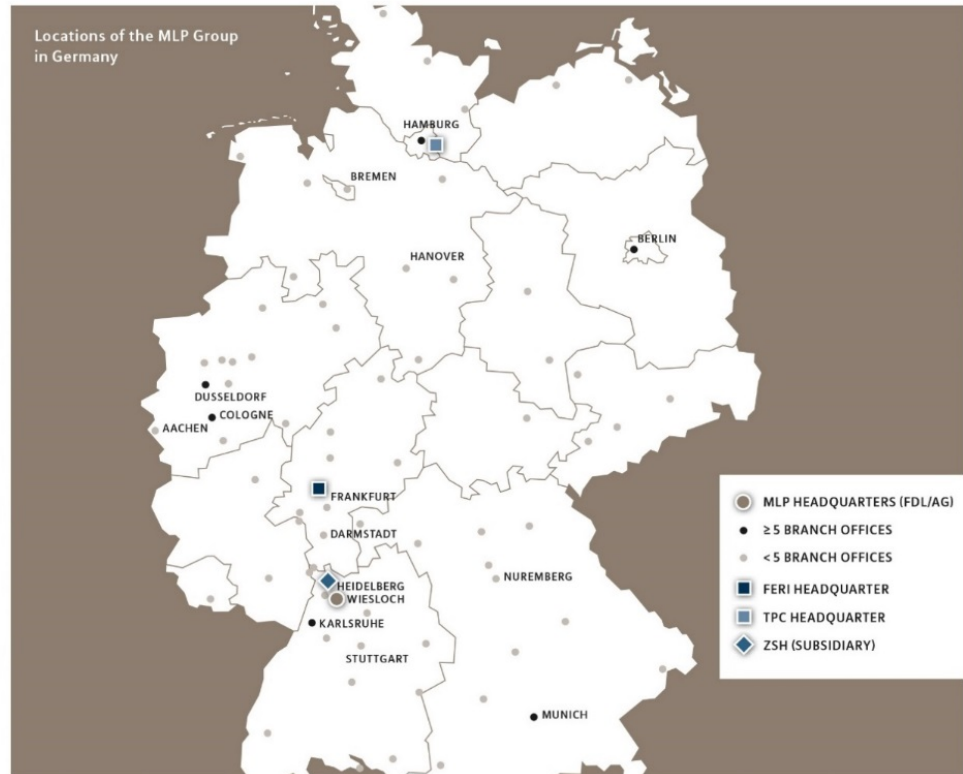 Locations of the MLP Group
in Germany
HAMBURG
BREMEN
BERLIN
HANOVER
DUSSELDORF
COLOGNE
AACHEN
FRANKFURT
DARMSTADT
HEIDELBERG
WIESLOCH
NUREMBERG
KARLSRUHE
STUTTGART
MUNICH
MLP HEADQUARTERS (FDL/AG)
≥ 5 BRANCH OFFICES
< 5 BRANCH OFFICES
FERI HEADQUARTER
TPC HEADQUARTER
ZSH (SUBSIDIARY)